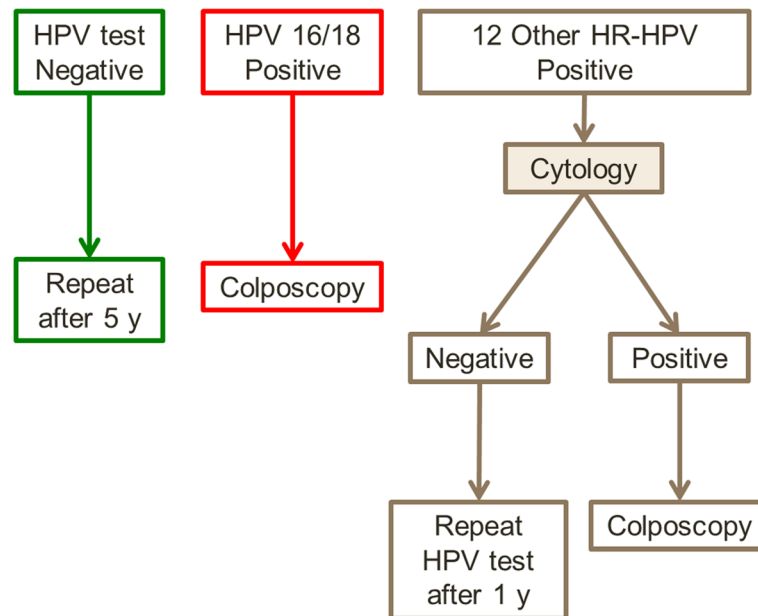 HPV test
Negative
HPV 16/18
Positive
12 Other HR-HPV
Positive
Cytology
Repeat
after 5 y
Colposcopy
Negative
Positive
Repeat
HPV test
after 1 y
Colposcopy